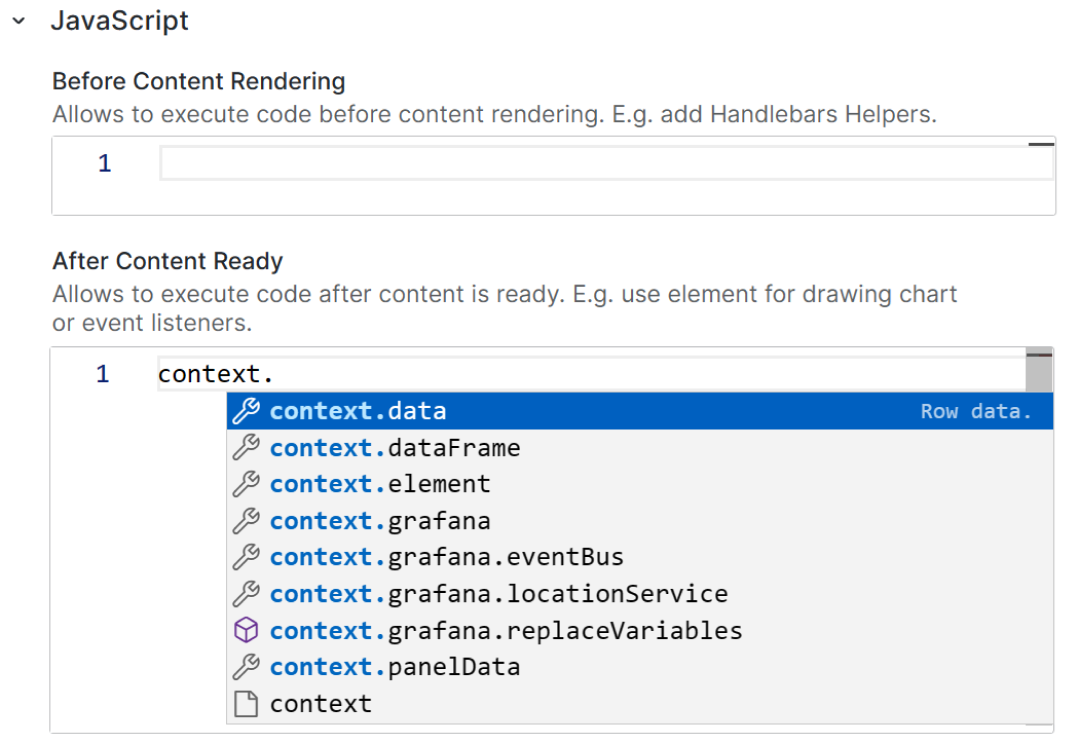 JavaScript
Before Content Rendering
Allows to execute code before content rendering. E.g. add Handlebars Helpers.
1
After Content Ready
Allows to execute code after content is ready. E.g. use element for drawing chart
or event listeners.
1 context.
context.data Row data.
context.dataFrame
context.element
context.grafana
context.grafana.eventBus
context.grafana.locationService
context.grafana.replaceVariables
context.panelData
context